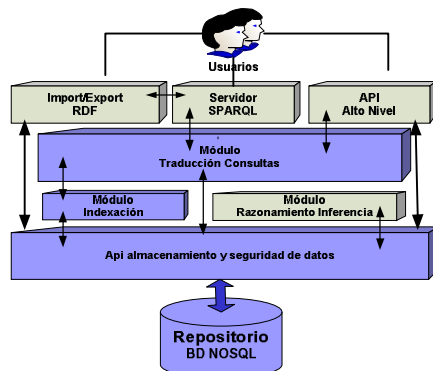 Usuarios
Import/Export
RDF
Servidor
SPARQL
API
Alto Nivel
Módulo
Traducción Consultas
Módulo
Indexación
Módulo
Razonamiento Inferencia
Api almacenamiento y seguridad de datos
Repositorio
BD NOSQL